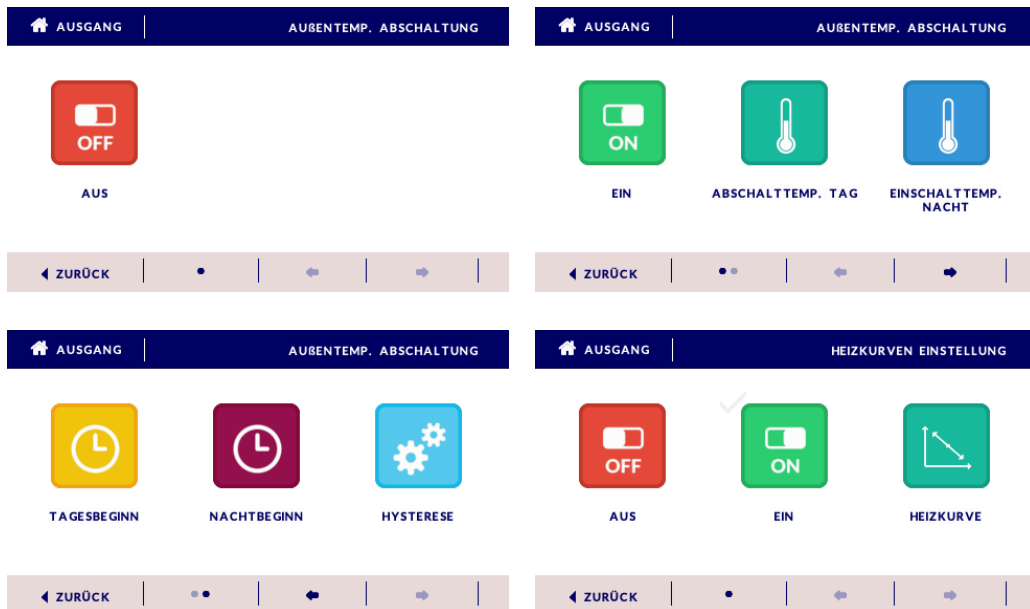 AUSGANG AUßENTEMP. ABSCHALTUNG
OFF
AUS
ZURÜCK
AUSGANG AUßENTEMP. ABSCHALTUNG
ON
EIN ABSCHALTTEMP. TAG EINSCHALTTEMP.
NACHT
ZURÜCK
AUSGANG AUßENTEMP. ABSCHALTUNG
TAGESBEGINN NACHTBEGINN HYSTERESE
ZURÜCK
AUSGANG HEIZKURVEN EINSTELLUNG
OFF ON
AUS EIN HEIZKURVE
ZURÜCK